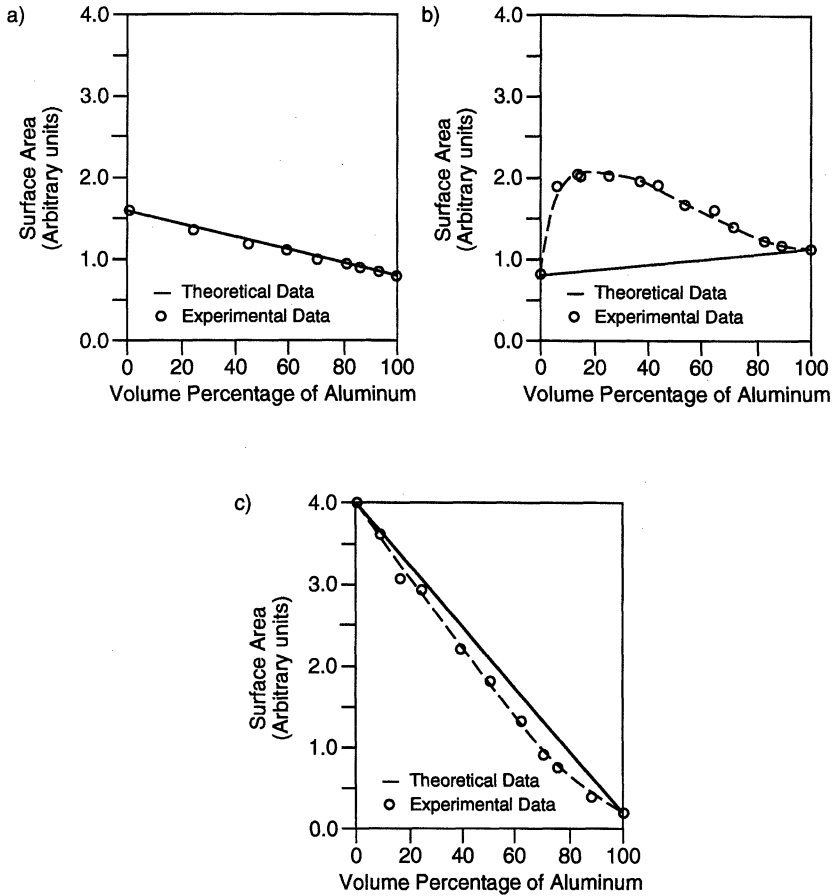 a)
4.0
3.0
2.0
1.0
0.0
Surface Area
(Arbitrary units)
— Theoretical Data
o Experimental Data
0 20 40 60 80 100
Volume Percentage of Aluminum
b)
4.0
3.0
2.0
1.0
0.0
Surface Area
(Arbitrary units)
— Theoretical Data
o Experimental Data
0 20 25 60 80 100
Volume Percentage of Aluminum
c)
4.0
3.0
2.0
1.0
0.0
Surface Area
(Arbitrary units)
— Theoretical Data
o Experimental Data
0 20 40 60 80 100
Volume Percentage of Aluminum